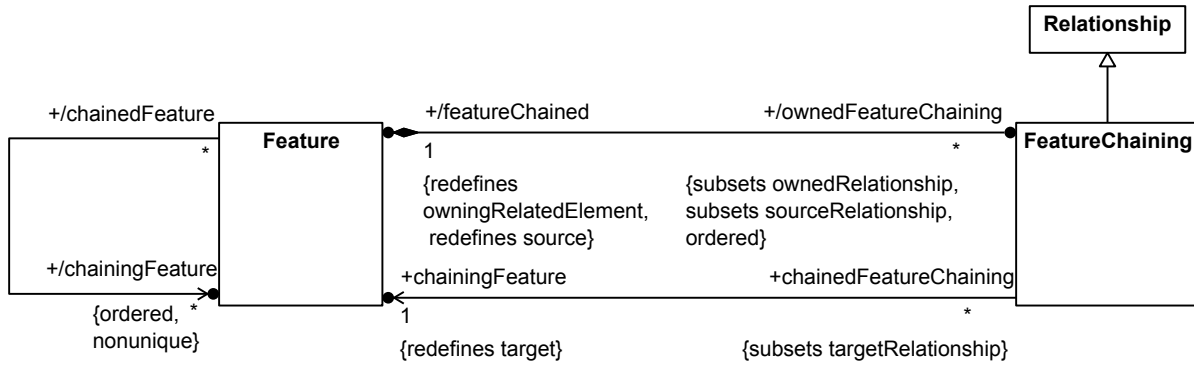 Relationship
+/chainedFeature
*
Feature
+/featureChained
1
{redefines
owningRelatedElement,
redefines source}
+/ownedFeatureChaining
*
{subsets ownedRelationship,
subsets sourceRelationship,
ordered}
FeatureChaining
+/chainingFeature
*
{ordered,
nonunique}
+chainingFeature
1
{redefines target}
+chainedFeatureChaining
*
{subsets targetRelationship}